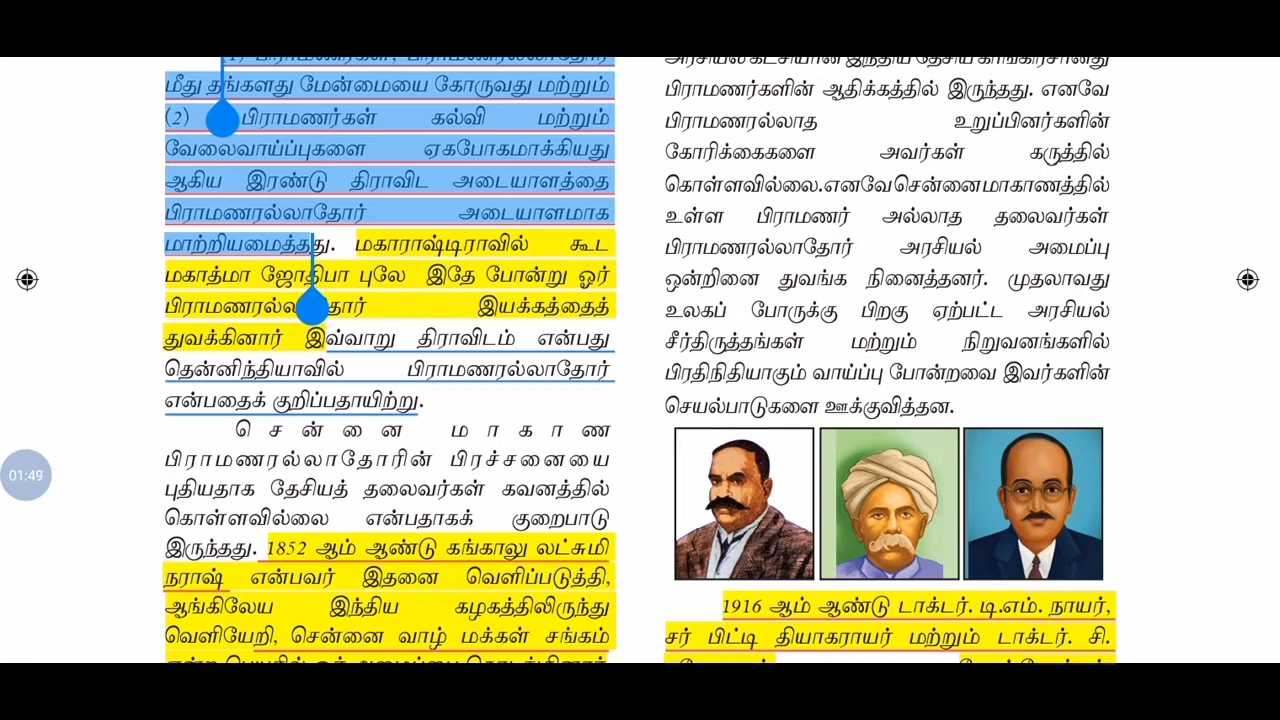 மீது தங்களது மேன்மையை கோருவது மற்றும்
(2) பிராமணர்கள் கல்வி மற்றும்
வேலைவாய்ப்புகளை ஏகபோகமாக்கியது
ஆகிய இரண்டு திராவிட அடையாளத்தை
பிராமணரல்லாதோர் அடையாளமாக
மாற்றியமைத்தது. மகாராஷ்டிராவில் கூட
மகாத்மா ஜோதிபா புலே இதே போன்று ஓர்
பிராமணரல்லாதோர் இயக்கத்தைத்
துவக்கினார் இவ்வாறு திராவிடம் என்பது
தென்னிந்தியாவில் பிராமணரல்லாதோர்
என்பதைக் குறிப்பதாயிற்று.
சென்னை மாகாண
பிராமணரல்லாதோரின் பிரச்சனையை
புதியதாக தேசியத் தலைவர்கள் கவனத்தில்
கொள்ளவில்லை என்பதாகக் குறைபாடு
இருந்தது. 1852 ஆம் ஆண்டு கங்காலு லட்சுமி
நராஷ் என்பவர் இதனை வெளிப்படுத்தி,
ஆங்கிலேய இந்திய கழகத்திலிருந்து
வெளியேறி, சென்னை வாழ் மக்கள் சங்கம்
அரசியல் கட்சியான இந்திய தேசிய காங்கிரசானது
பிராமணர்களின் ஆதிக்கத்தில் இருந்தது. எனவே
பிராமணரல்லாத உறுப்பினர்களின்
கோரிக்கைகளை அவர்கள் கருத்தில்
கொள்ளவில்லை.எனவே சென்னை மாகாணத்தில்
உள்ள பிராமணர் அல்லாத தலைவர்கள்
பிராமணரல்லாதோர் அரசியல் அமைப்பு
ஒன்றினை துவங்க நினைத்தனர். முதலாவது
உலகப் போருக்கு பிறகு ஏற்பட்ட அரசியல்
சீர்திருத்தங்கள் மற்றும் நிறுவனங்களில்
பிரதிநிதியாகும் வாய்ப்பு போன்றவை இவர்களின்
செயல்பாடுகளை ஊக்குவித்தன.
1916 ஆம் ஆண்டு டாக்டர். டி.எம். நாயர்,
சர் பிட்டி தியாகராயர் மற்றும் டாக்டர். சி.
01:49